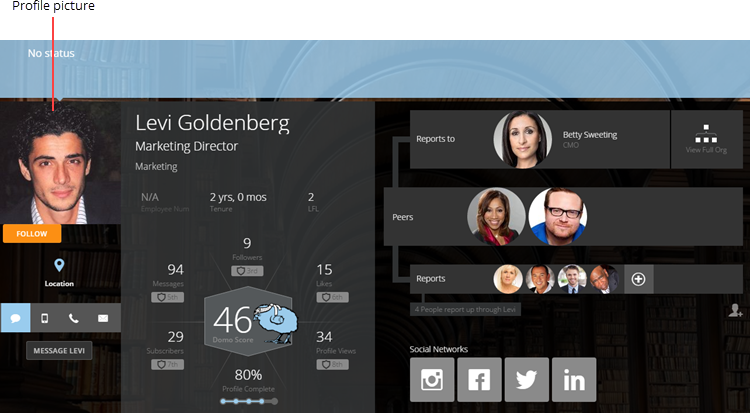 Profile picture
No status
Levi Goldenberg
Marketing Director
Marketing
N/A
Employee Num
2 yrs, 0 mos
Tenure
2
LFL
9
Followers
3rd
94
Messages
5th
15
Likes
6th
46
Domo Score
29
Subscribers
7th
34
Profile Views
8th
80%
Profile Complete
FOLLOW
Location
MESSAGE LEVI
Reports to
Betty Sweeting
CMO
View Full Org
Peers
Reports
4 People report up through Levi
Social Networks